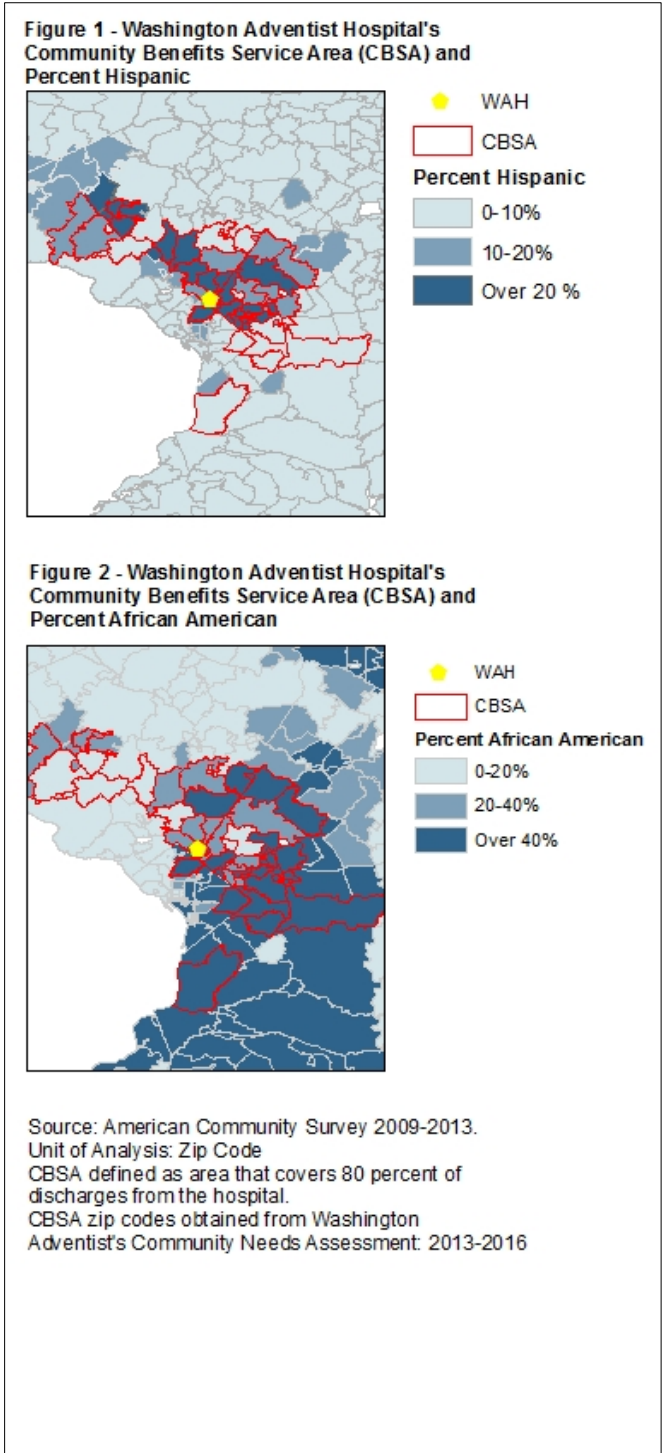 Figure 1 - Washington Adventist Hospital's
Community Benefits Service Area (CBSA) and
Percent Hispanic
WAH
CBSA
Percent Hispanic
0-10%
10-20%
Over 20 %
Figure 2 - Washington Adventist Hospital's
Community Benefits Service Area (CBSA) and
Percent African American
WAH
CBSA
Percent African American
0-20%
20-40%
Over 40%
Source: American Community Survey 2009-2013.
Unit of Analysis: Zip Code
CBSA defined as area that covers 80 percent of
discharges from the hospital.
CBSA zip codes obtained from Washington
Adventist's Community Needs Assessment: 2013-2016